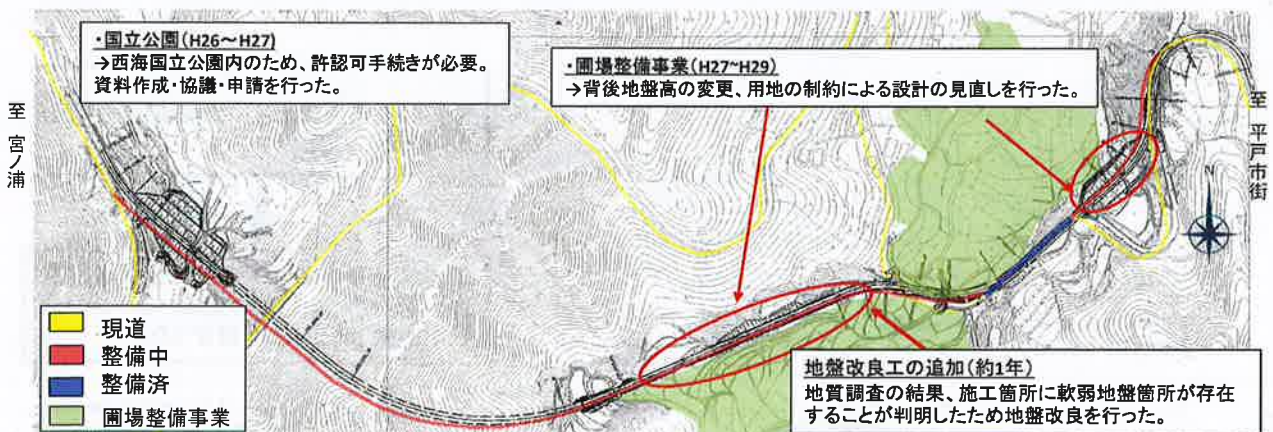 ・国立公園(H26～H27)
→西海国立公園内のため、許認可手続きが必要。
資料作成・協議・申請を行った。
・圃場整備事業(H27~H29)
→背後地盤高の変更、用地の制約による設計の見直しを行った。
至 宮ノ浦
至 平戸市街
N
現道
整備中
整備済
圃場整備事業
地盤改良工の追加(約1年)
地質調査の結果、施工箇所に軟弱地盤箇所が存在
することが判明したため地盤改良を行った。